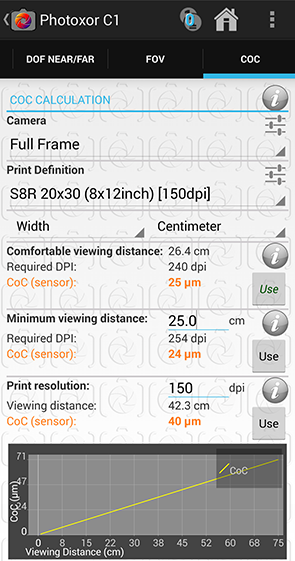 Photoxor C1
DOF NEAR/FAR FOV COC
COC CALCULATION
Camera
Full Frame
Print Definition
S8R 20x30 (8x12inch) [150dpi]
Width Centimeter
Comfortable viewing distance: 26.4 cm
Required DPI: 240 dpi
CoC (sensor): 25 µm Use
Minimum viewing distance: 25.0 cm
Required DPI: 254 dpi
CoC (sensor): 24 µm Use
Print resolution: 150 dpi
Viewing distance: 42.3 cm
CoC (sensor): 40 µm Use
71
47
24
0
CoC (µm)
CoC
0 8 15 23 30 38 45 53 60 68 75
Viewing Distance (cm)